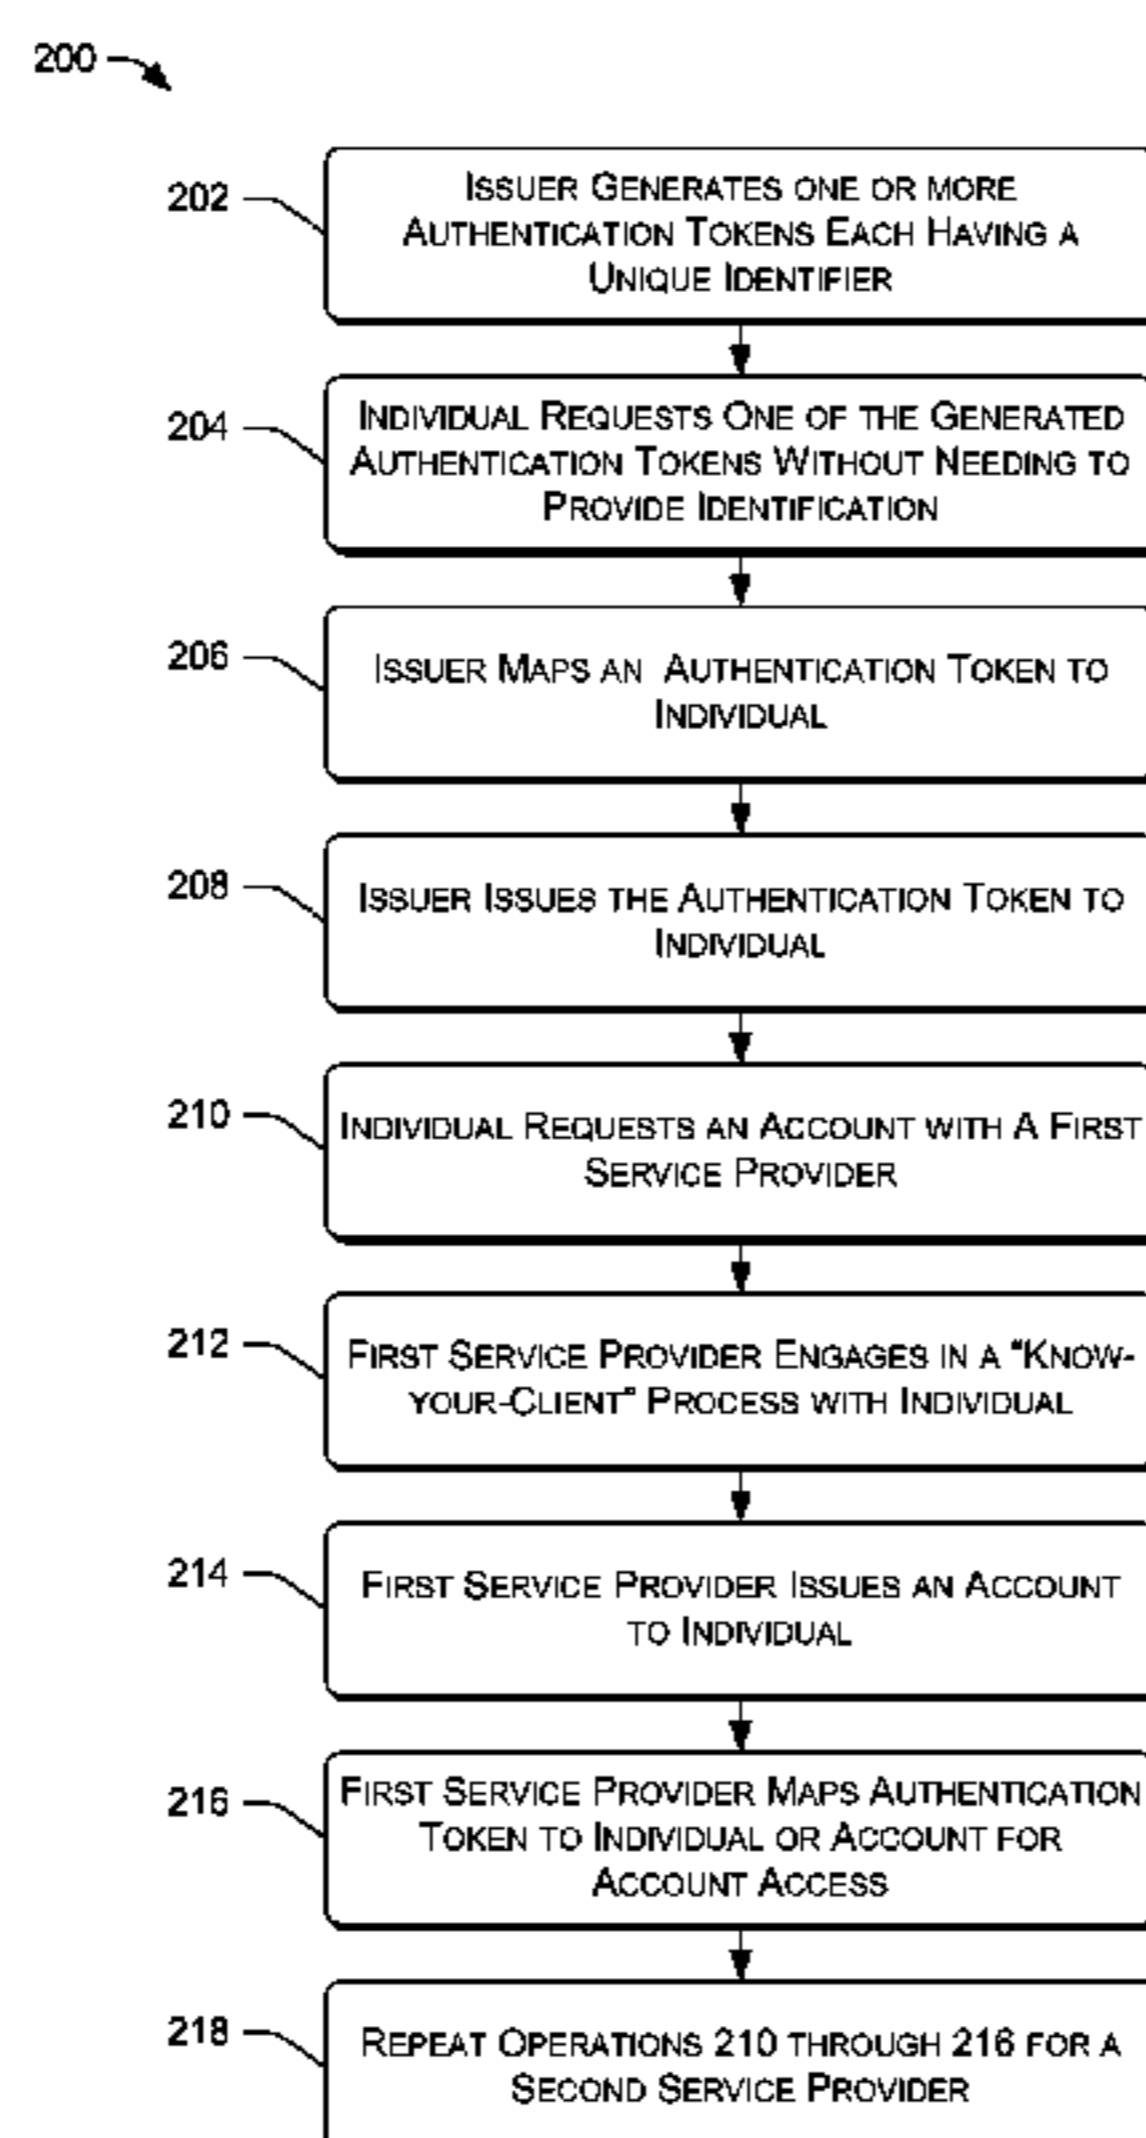 200
202
ISSUER GENERATES ONE OR MORE
AUTHENTICATION TOKENS EACH HAVING A
UNIQUE IDENTIFIER
204
INDIVIDUAL REQUESTS ONE OF THE GENERATED
AUTHENTICATION TOKENS WITHOUT NEEDING TO
PROVIDE IDENTIFICATION
206
ISSUER MAPS AN AUTHENTICATION TOKEN TO
INDIVIDUAL
208
ISSUER ISSUES THE AUTHENTICATION TOKEN TO
INDIVIDUAL
210
INDIVIDUAL REQUESTS AN ACCOUNT WITH A FIRST
SERVICE PROVIDER
212
FIRST SERVICE PROVIDER ENGAGES IN A "KNOW-
YOUR-CLIENT" PROCESS WITH INDIVIDUAL
214
FIRST SERVICE PROVIDER ISSUES AN ACCOUNT
TO INDIVIDUAL
216
FIRST SERVICE PROVIDER MAPS AUTHENTICATION
TOKEN TO INDIVIDUAL OR ACCOUNT FOR
ACCOUNT ACCESS
218
REPEAT OPERATIONS 210 THROUGH 216 FOR A
SECOND SERVICE PROVIDER